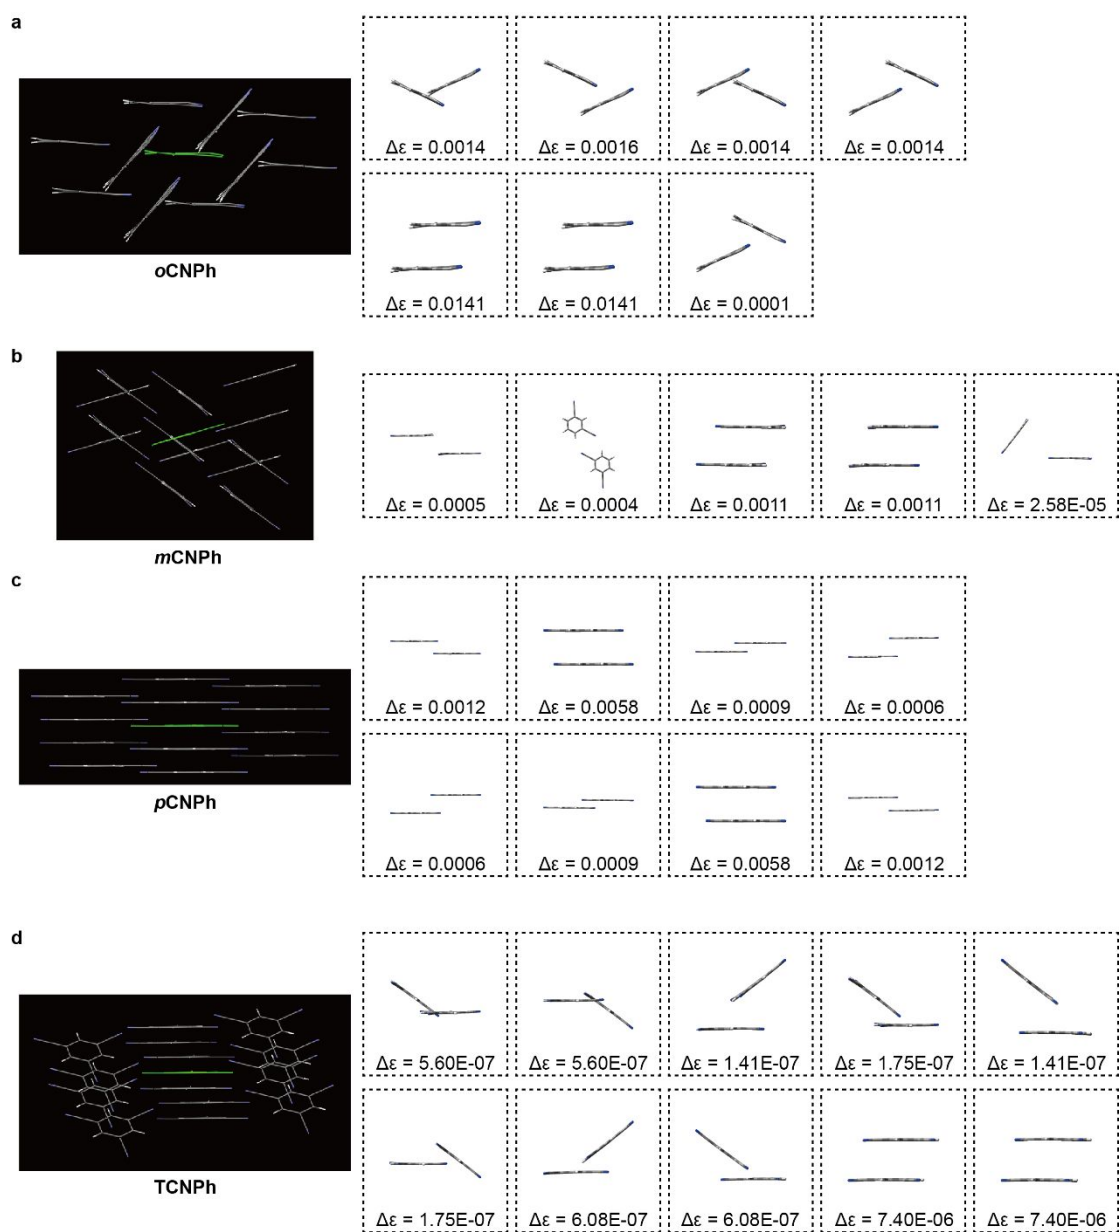 a
Δε = 0.0014 Δε = 0.0016 Δε = 0.0014 Δε = 0.0014
oCNPh
Δε = 0.0141 Δε = 0.0141 Δε = 0.0001
b
Δε = 0.0005 Δε = 0.0004 Δε = 0.0011 Δε = 0.0011 Δε = 2.58E-05
mCNPh
c
Δε = 0.0012 Δε = 0.0058 Δε = 0.0009 Δε = 0.0006
pCNPh
Δε = 0.0006 Δε = 0.0009 Δε = 0.0058 Δε = 0.0012
d
Δε = 5.60E-07 Δε = 5.60E-07 Δε = 1.41E-07 Δε = 1.75E-07 Δε = 1.41E-07
TCNPh
Δε = 1.75E-07 Δε = 6.08E-07 Δε = 6.08E-07 Δε = 7.40E-06 Δε = 7.40E-06